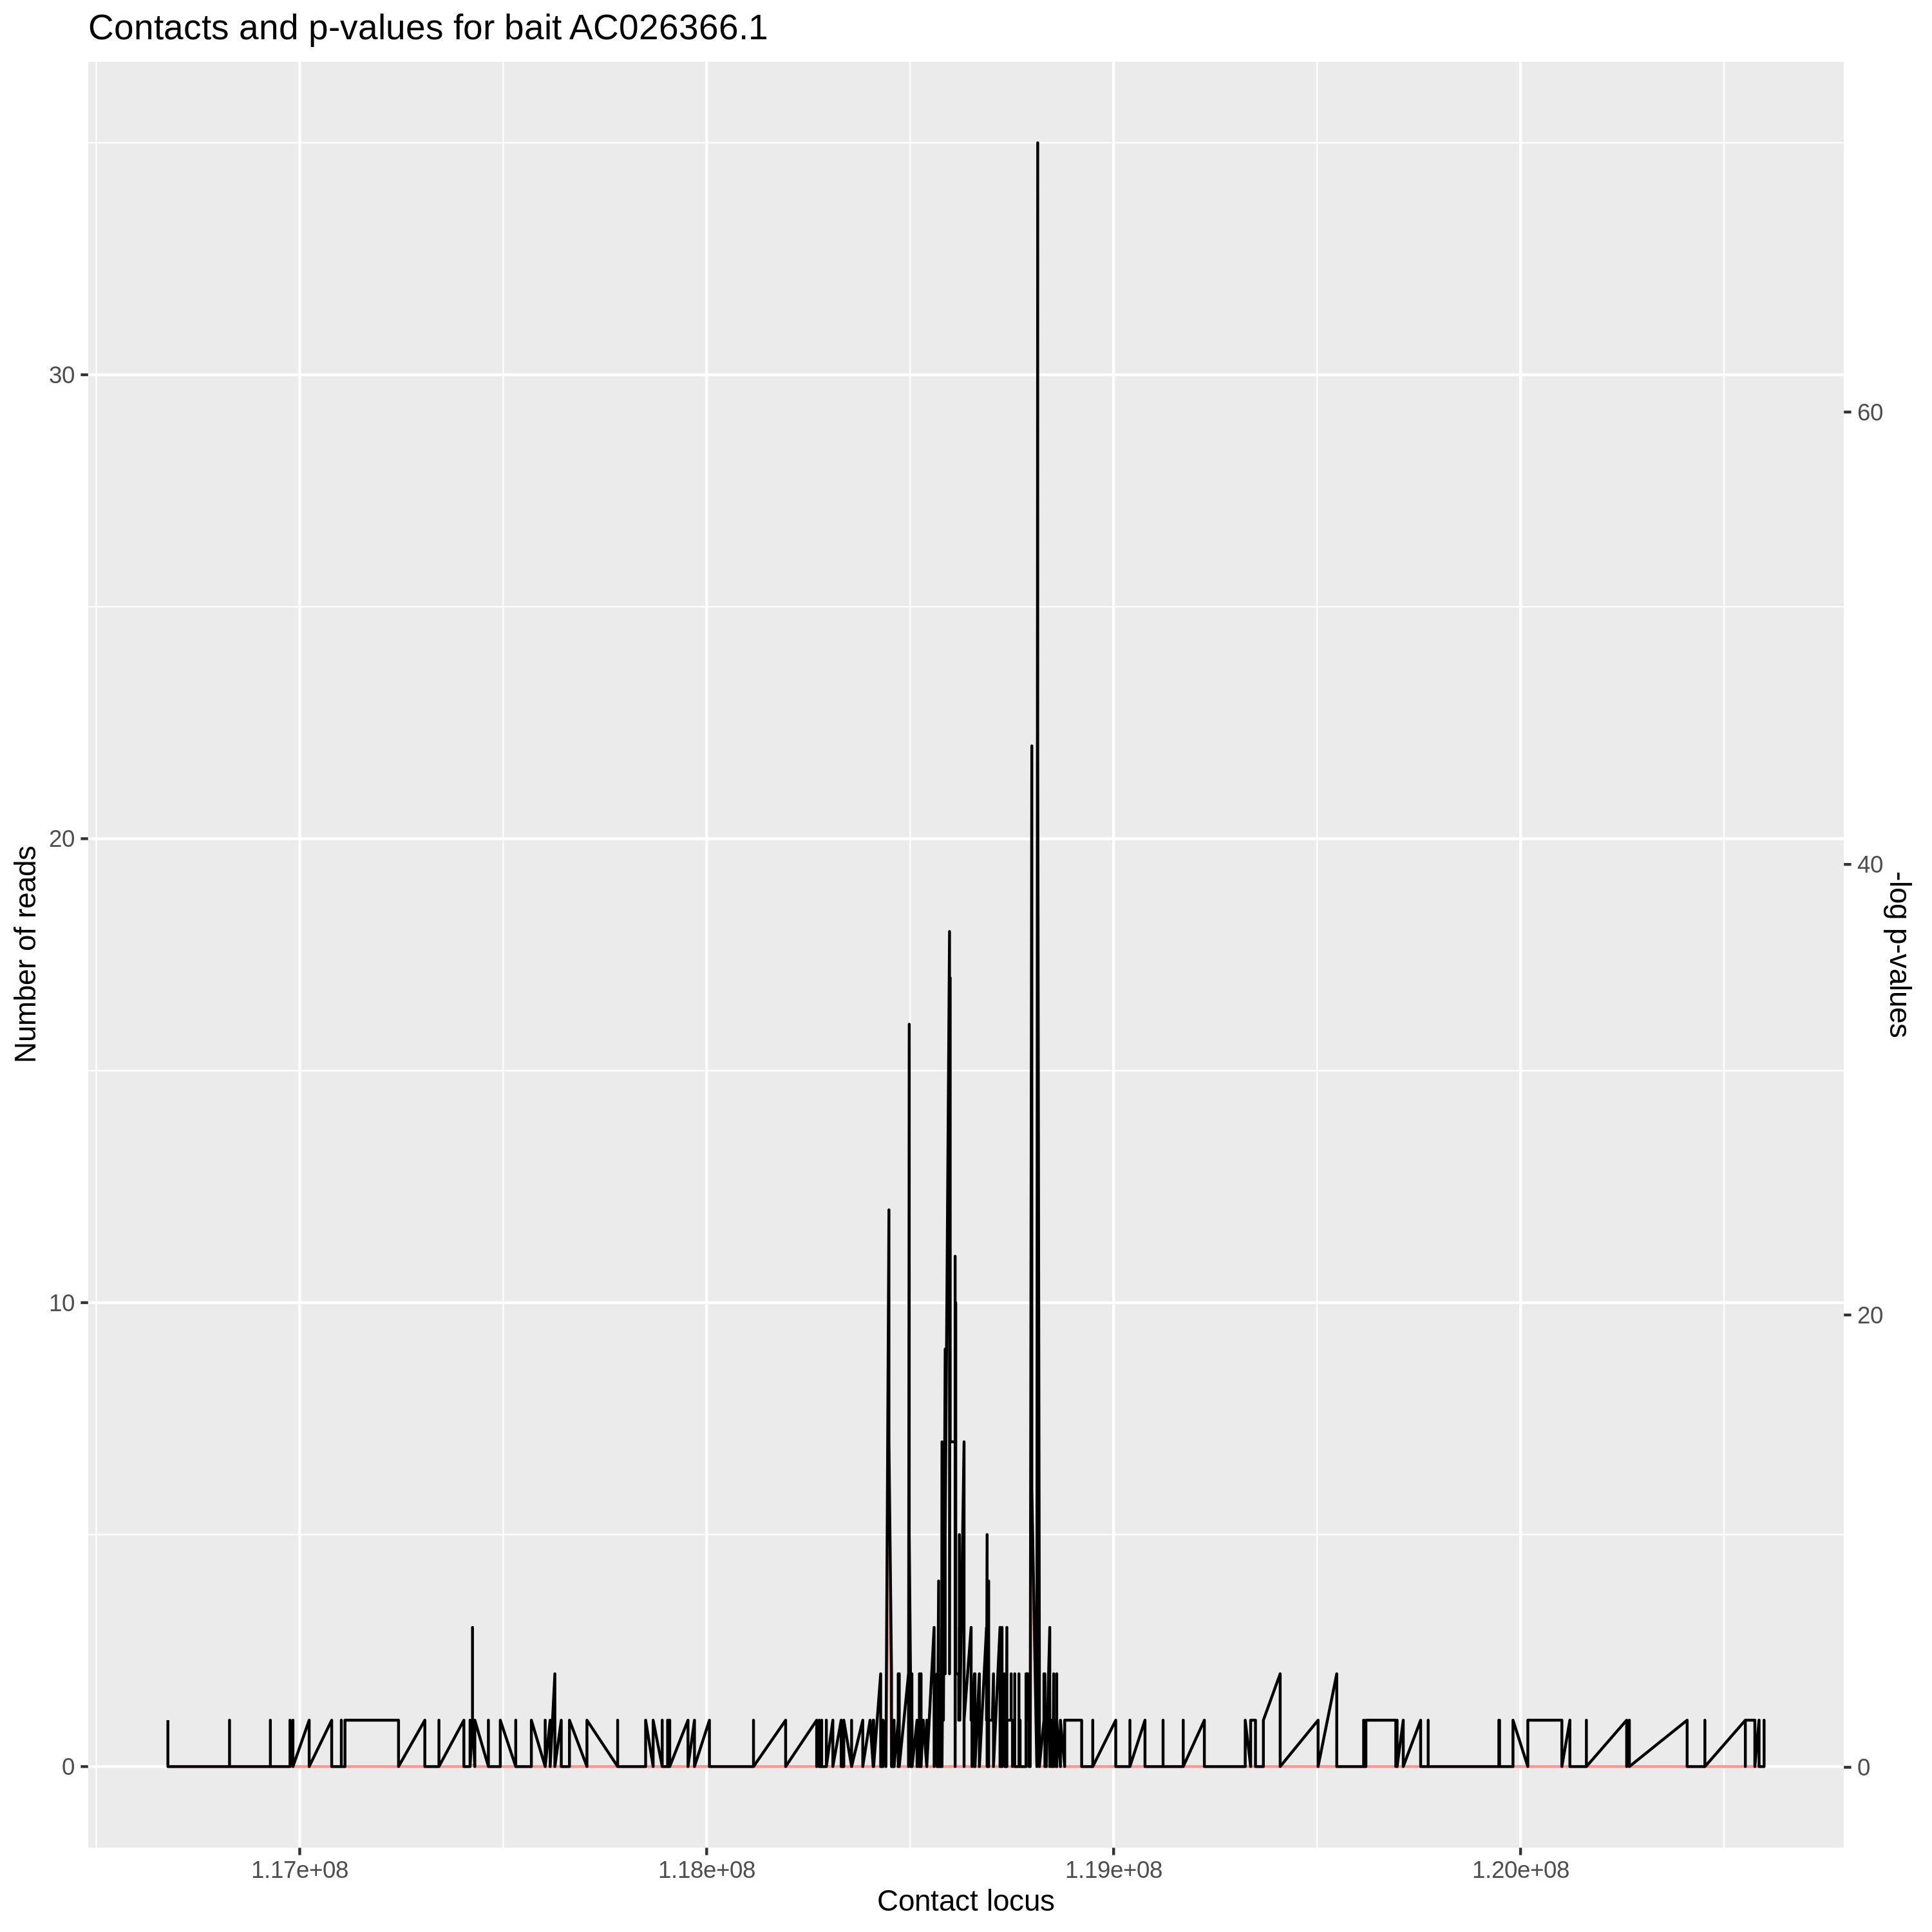 Contacts and p-values for bait AC026366.1
30
20
10
0
Number of reads
60
40
20
0
-log p-values
1.17e+08
1.18e+08
1.19e+08
1.20e+08
Contact locus